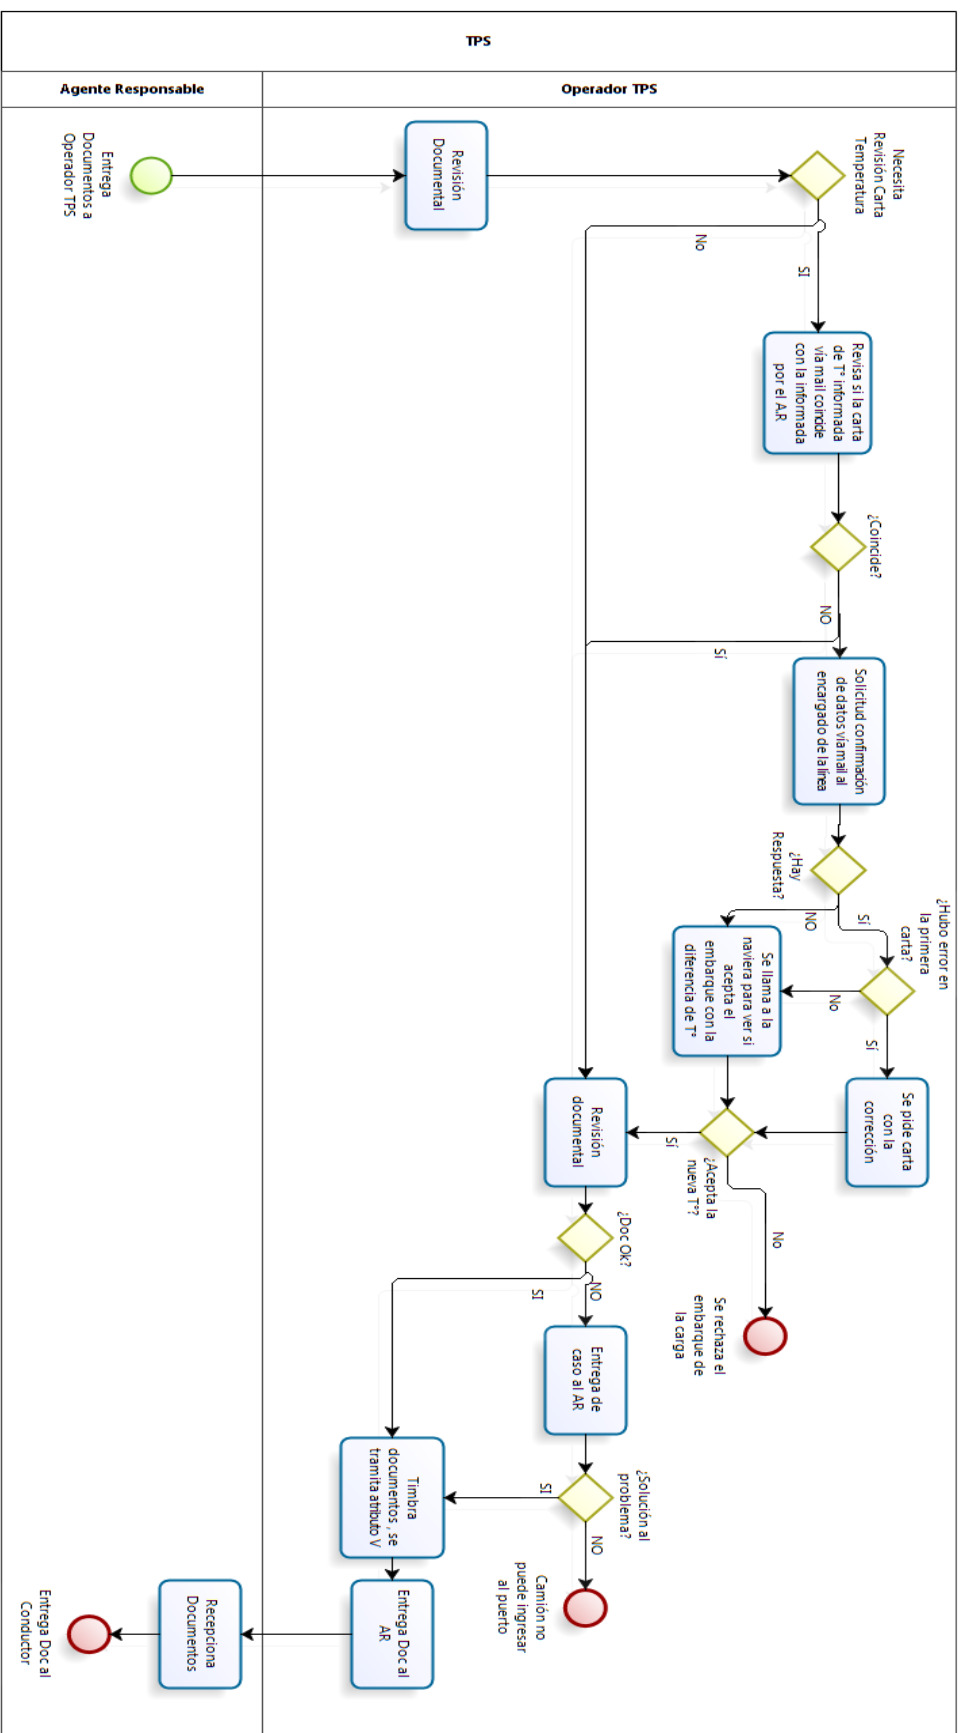 TPS
Agente Responsable
Operador TPS
Entrega
Documentos a
Operador TPS
Revisión
Documental
Necesita
Revisión Carta
Temperatura
No
SI
Revisa si la carta
de Tº informada
vía mail coincide
con la informada
por el A.R
¿Coincide?
NO
Sí
Solicitud confirmación
de datos vía mail al
encargado de la línea
¿Hay
Respuesta?
NO
Sí
¿Hubo error en
la primera
carta?
No
Sí
Se llama a la
naviera para ver si
acepta el
embarque con la
diferencia de Tº
Se pide carta
con la
corrección
¿Acepta la
nueva Tº?
Sí
No
Se rechaza el
embarque de
la carga
Revisión
documental
¿Doc Ok?
NO
SI
Entrega de
caso al AR
¿Solución al
problema?
SI
NO
Camión no
puede ingresar
al puerto
Timbra
documentos , se
tramita atributo V
Entrega Doc al
AR
Recepciona
Documentos
Entrega Doc al
Conductor